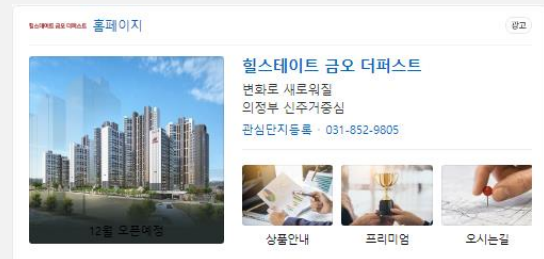 힐스테이트 금오 더퍼스트 홈페이지
광고
힐스테이트 금오 더퍼스트
변화로 새로워질
의정부 신주거중심
관심단지등록 · 031-852-9805
12월 오픈예정
상품안내
프리미엄
오시는길